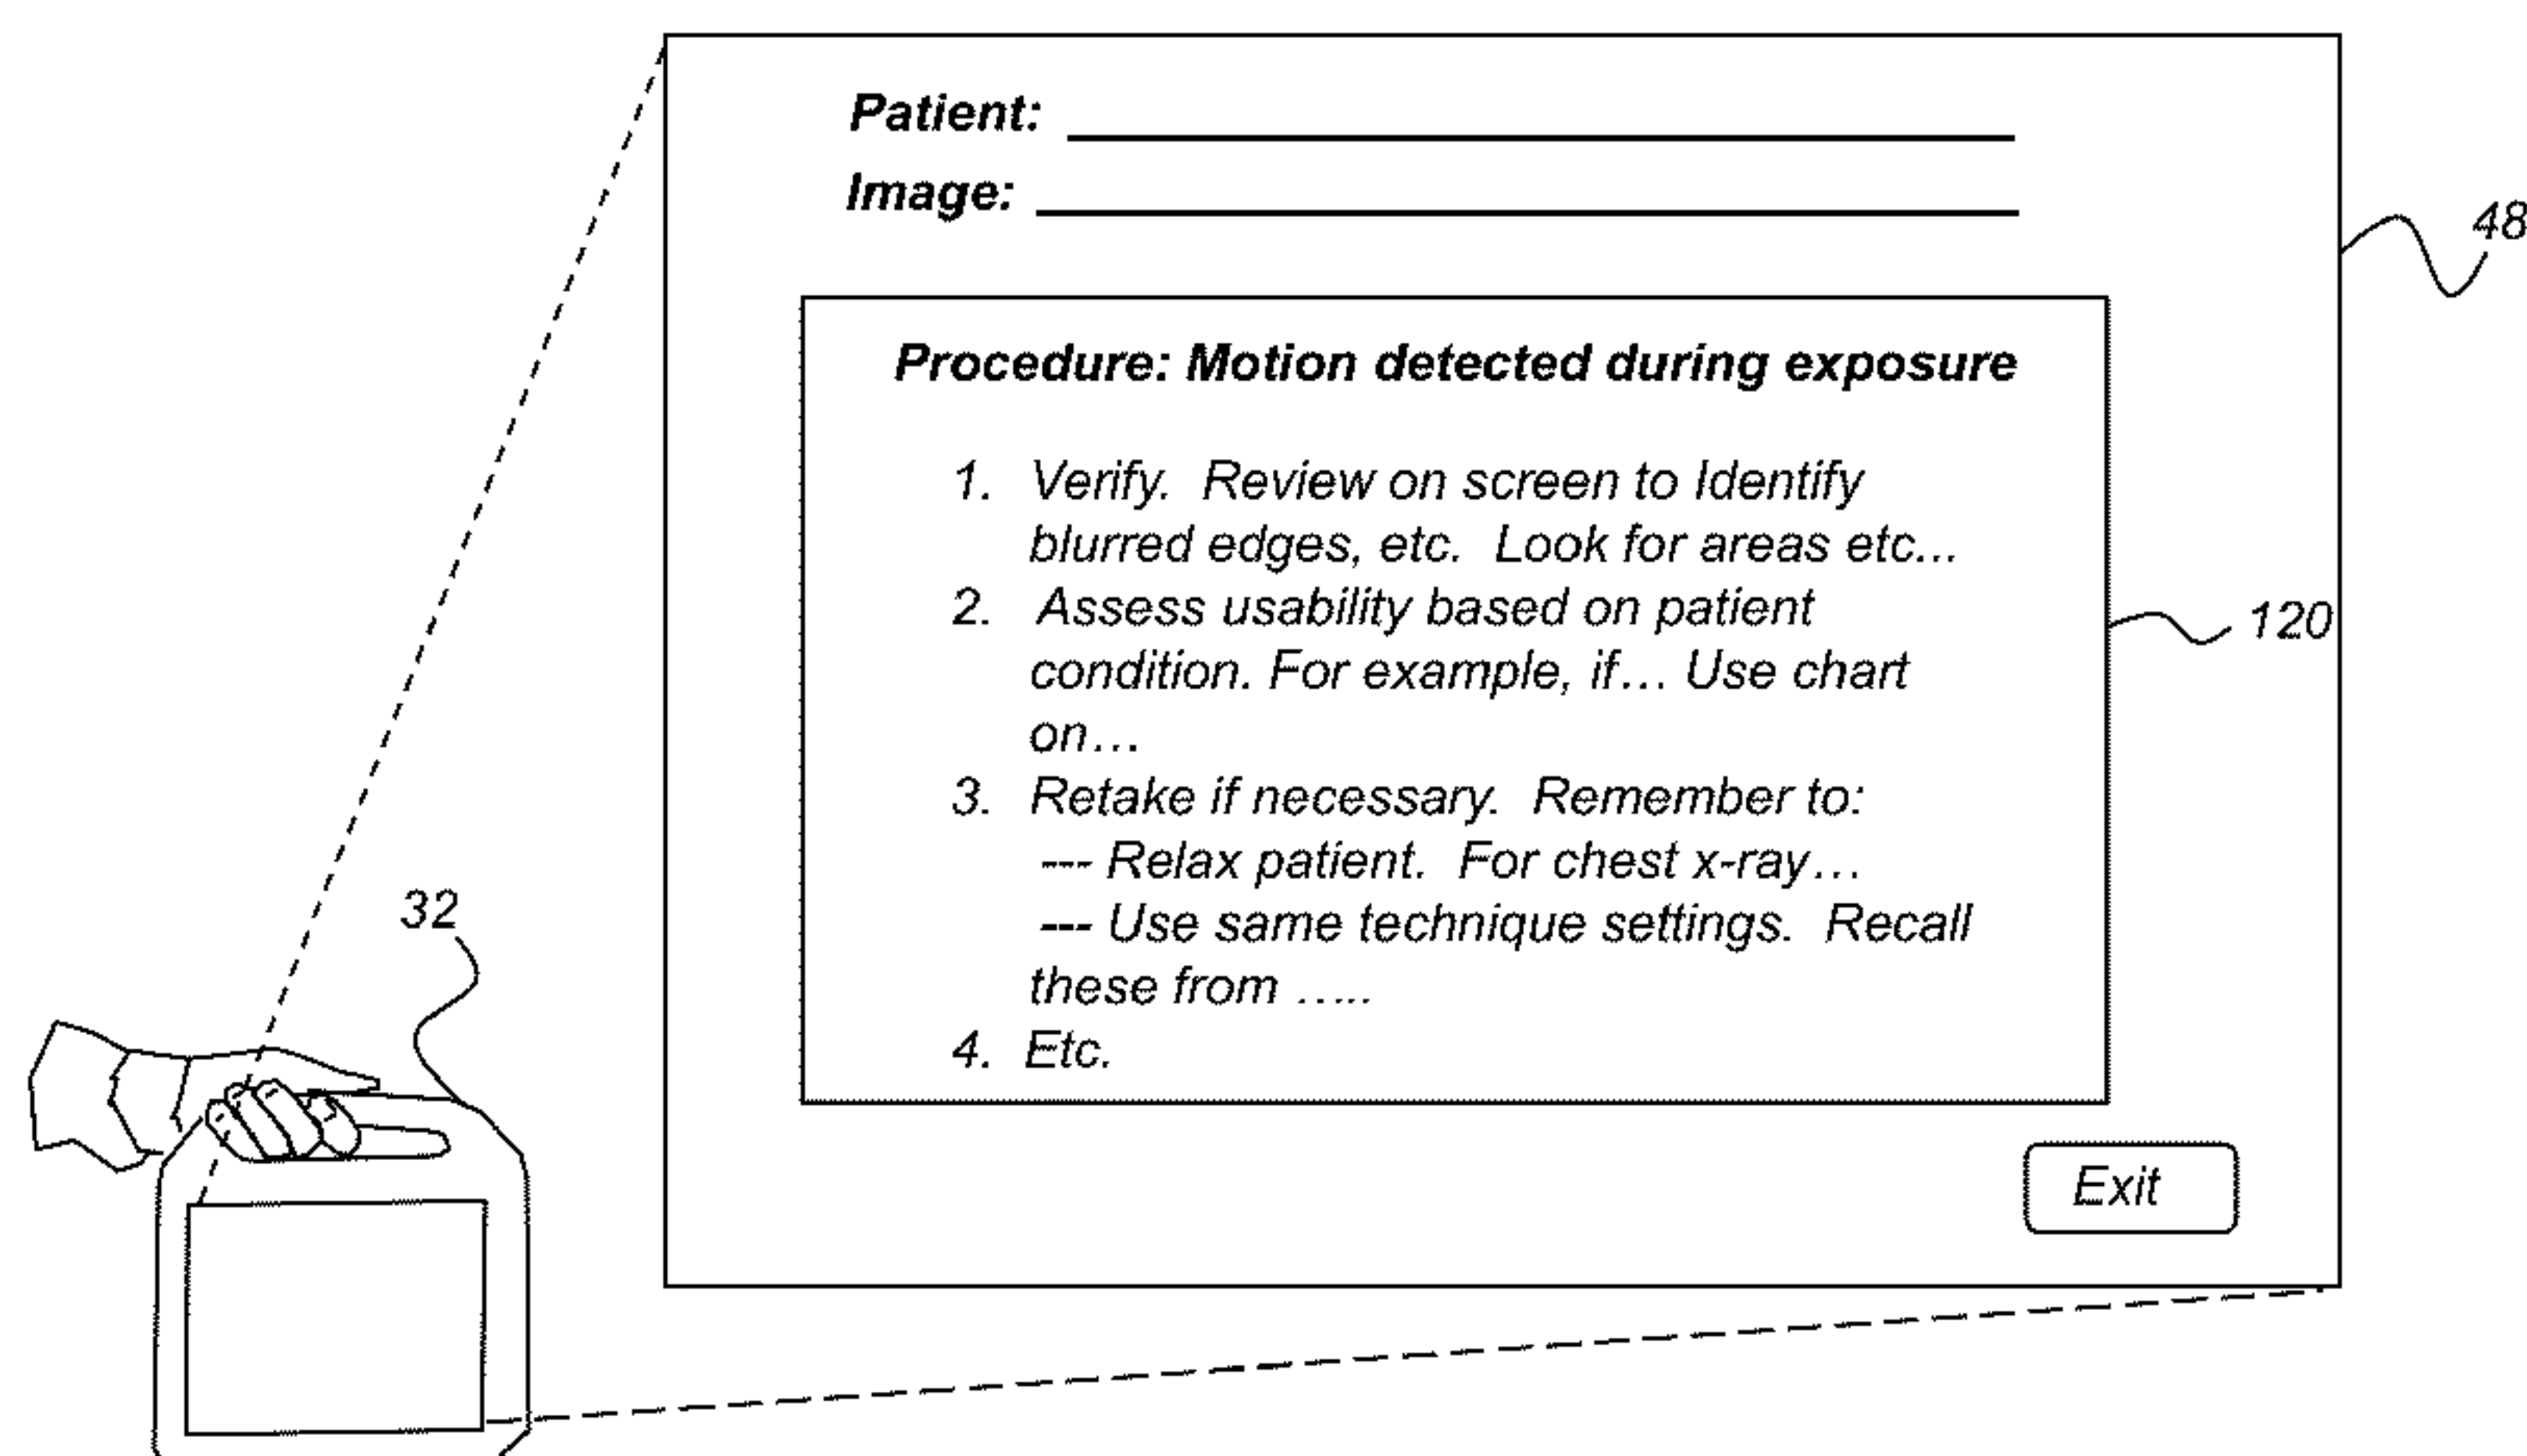 Patient:
Image:
48
Procedure: Motion detected during exposure
1. Verify. Review on screen to Identify
blurred edges, etc. Look for areas etc...
2. Assess usability based on patient
condition. For example, if... Use chart
on...
120
3. Retake if necessary. Remember to:
--- Relax patient. For chest x-ray...
--- Use same technique settings. Recall
these from .....
4. Etc.
32
Exit